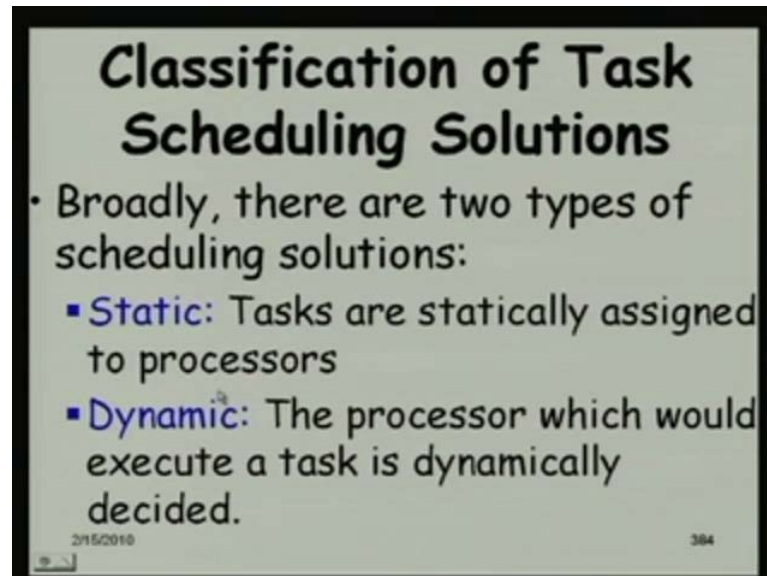 Classification of Task
Scheduling Solutions
• Broadly, there are two types of
scheduling solutions:
▪ Static: Tasks are statically assigned
to processors
▪ Dynamic: The processor which would
execute a task is dynamically
decided.
2/15/2010 384